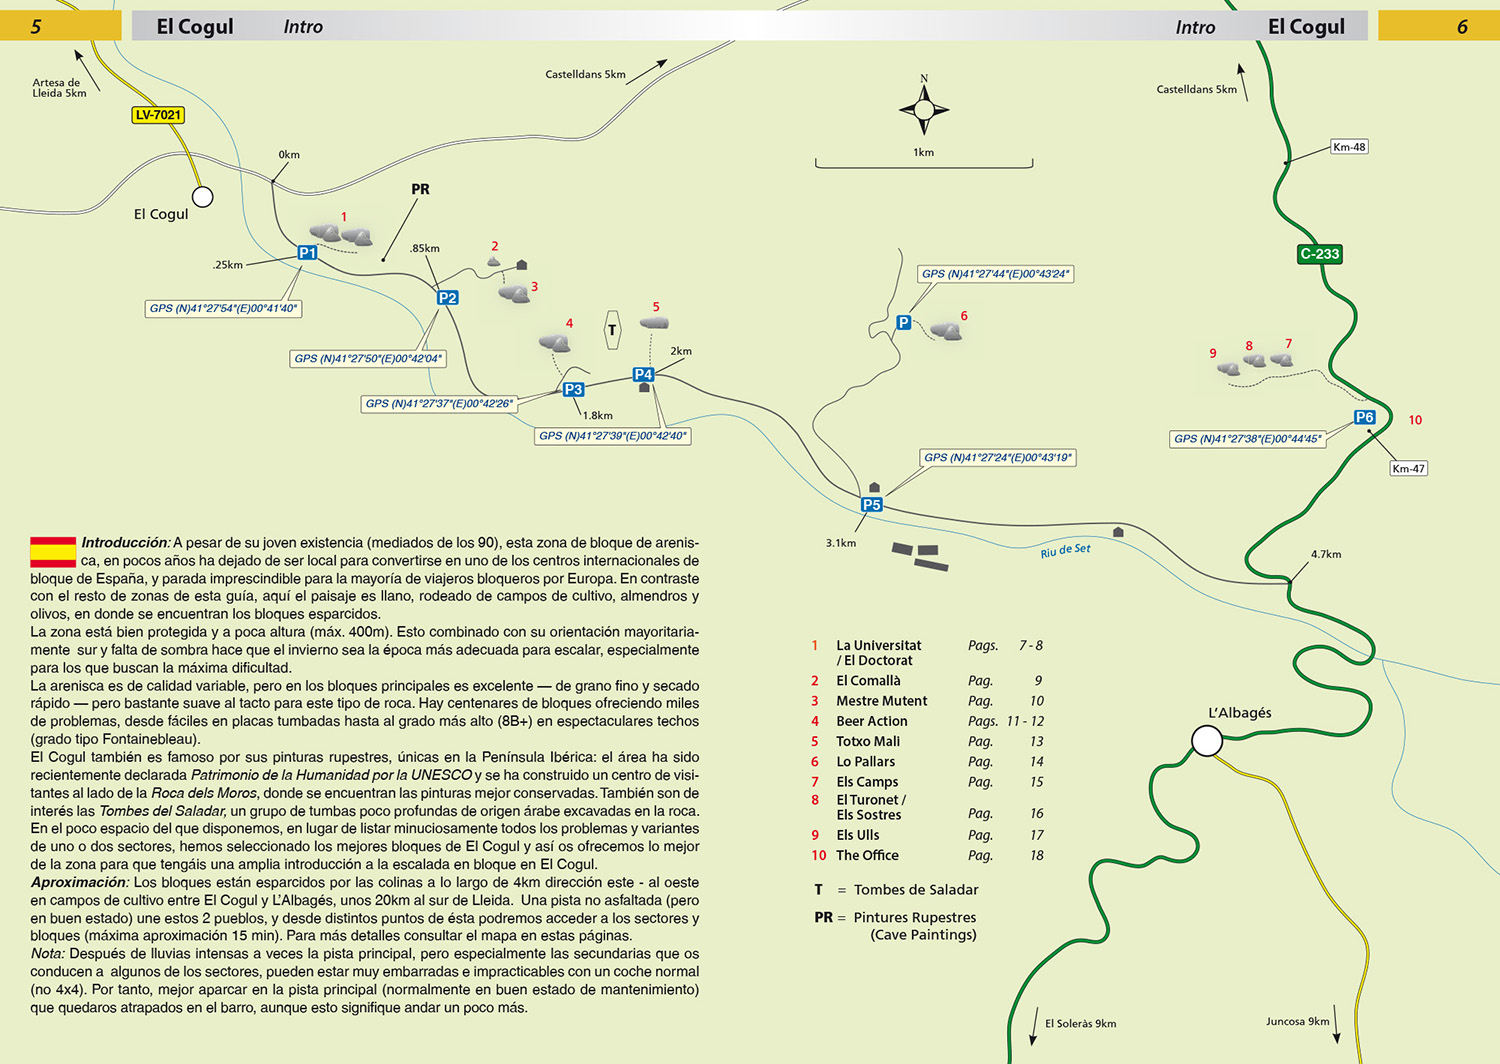 5
El Cogul
Intro
Intro
El Cogul
6
Artesa de
Lleida 5km
LV-7021
El Cogul
0km
Castelldans 5km
N
1km
Castelldans 5km
Km-48
C-233
PR
1
P1
.25km
GPS (N)41°27'54"(E)00°41'40"
.85km
2
P2
3
GPS (N)41°27'50"(E)00°42'04"
4
T
5
2km
P4
P3
1.8km
GPS (N)41°27'37"(E)00°42'26"
GPS (N)41°27'39"(E)00°42'40"
GPS (N)41°27'44"(E)00°43'24"
P
6
GPS (N)41°27'24"(E)00°43'19"
P5
3.1km
Riu de Set
9
8
7
P6
10
GPS (N)41°27'38"(E)00°44'45"
Km-47
4.7km
Introducción: A pesar de su joven existencia (mediados de los 90), esta zona de bloque de arenis-
ca, en pocos años ha dejado de ser local para convertirse en uno de los centros internacionales de
bloque de España, y parada imprescindible para la mayoría de viajeros bloqueros por Europa. En contraste
con el resto de zonas de esta guía, aquí el paisaje es llano, rodeado de campos de cultivo, almendros y
olivos, en donde se encuentran los bloques esparcidos.
La zona está bien protegida y a poca altura (máx. 400m). Esto combinado con su orientación mayoritaria-
mente sur y falta de sombra hace que el invierno sea la época más adecuada para escalar, especialmente
para los que buscan la máxima dificultad.
La arenisca es de calidad variable, pero en los bloques principales es excelente — de grano fino y secado
rápido — pero bastante suave al tacto para este tipo de roca. Hay centenares de bloques ofreciendo miles
de problemas, desde fáciles en placas tumbadas hasta al grado más alto (8B+) en espectaculares techos
(grado tipo Fontainebleau).
El Cogul también es famoso por sus pinturas rupestres, únicas en la Península Ibérica: el área ha sido
recientemente declarada Patrimonio de la Humanidad por la UNESCO y se ha construido un centro de visi-
tantes al lado de la Roca dels Moros, donde se encuentran las pinturas mejor conservadas. También son de
interés las Tombes del Saladar, un grupo de tumbas poco profundas de origen árabe excavadas en la roca.
En el poco espacio del que disponemos, en lugar de listar minuciosamente todos los problemas y variantes
de uno o dos sectores, hemos seleccionado los mejores bloques de El Cogul y así os ofrecemos lo mejor
de la zona para que tengáis una amplia introducción a la escalada en bloque en El Cogul.
Aproximación: Los bloques están esparcidos por las colinas a lo largo de 4km dirección este - al oeste
en campos de cultivo entre El Cogul y L'Albagés, unos 20km al sur de Lleida. Una pista no asfaltada (pero
en buen estado) une estos 2 pueblos, y desde distintos puntos de ésta podremos acceder a los sectores y
bloques (máxima aproximación 15 min). Para más detalles consultar el mapa en estas páginas.
Nota: Después de lluvias intensas a veces la pista principal, pero especialmente las secundarias que os
conducen a algunos de los sectores, pueden estar muy embarradas e impracticables con un coche normal
(no 4x4). Por tanto, mejor aparcar en la pista principal (normalmente en buen estado de mantenimiento)
que quedaros atrapados en el barro, aunque esto signifique andar un poco más.
1 La Universitat / El Doctorat Pags. 7 - 8
2 El Comallà Pag. 9
3 Mestre Mutent Pag. 10
4 Beer Action Pags. 11 - 12
5 Totxo Mali Pag. 13
6 Lo Pallars Pag. 14
7 Els Camps Pag. 15
8 El Turonet / Els Sostres Pag. 16
9 Els Ulls Pag. 17
10 The Office Pag. 18
T = Tombes de Saladar
PR = Pintures Rupestres
(Cave Paintings)
L'Albagés
El Soleràs 9km
Juncosa 9km